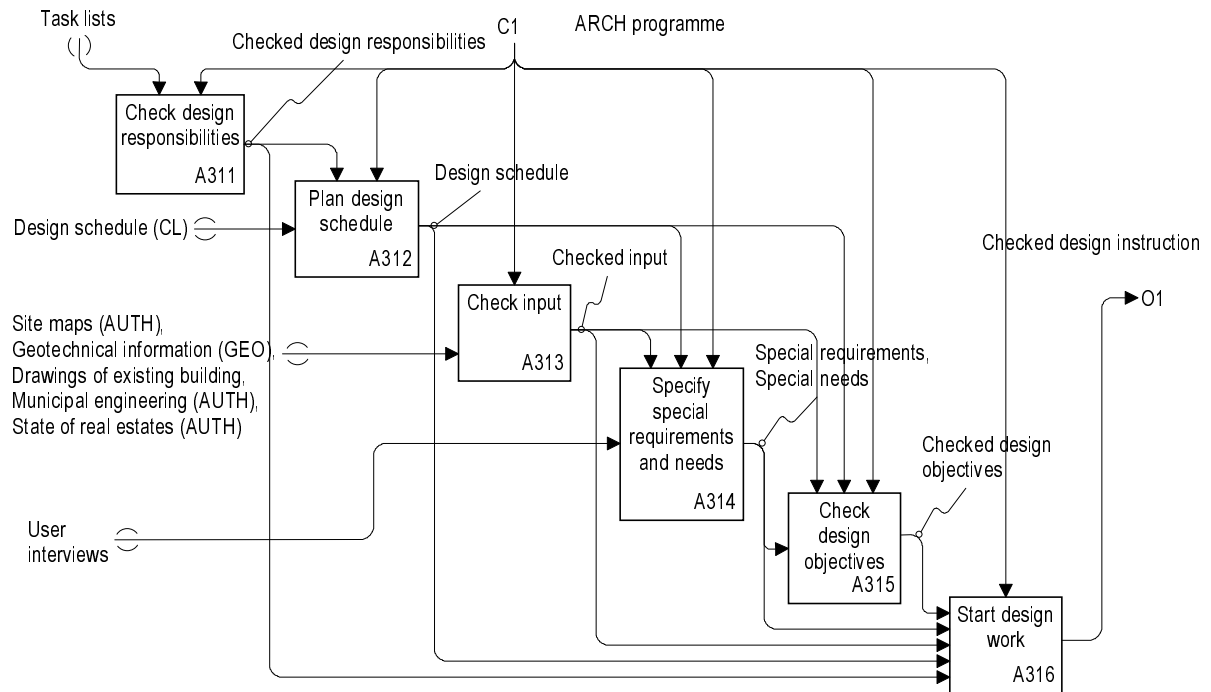 Task lists
C1
ARCH programme
Checked design responsibilities
Check design
responsibilities
A311
Design schedule
Plan design
schedule
A312
Design schedule (CL)
Checked design instruction
Checked input
O1
Check input
A313
Site maps (AUTH),
Geotechnical information (GEO),
Drawings of existing building,
Municipal engineering (AUTH),
State of real estates (AUTH)
Special requirements,
Special needs
Specify
special
requirements
and needs
A314
Checked design
objectives
User
interviews
Check
design
objectives
A315
Start design
work
A316